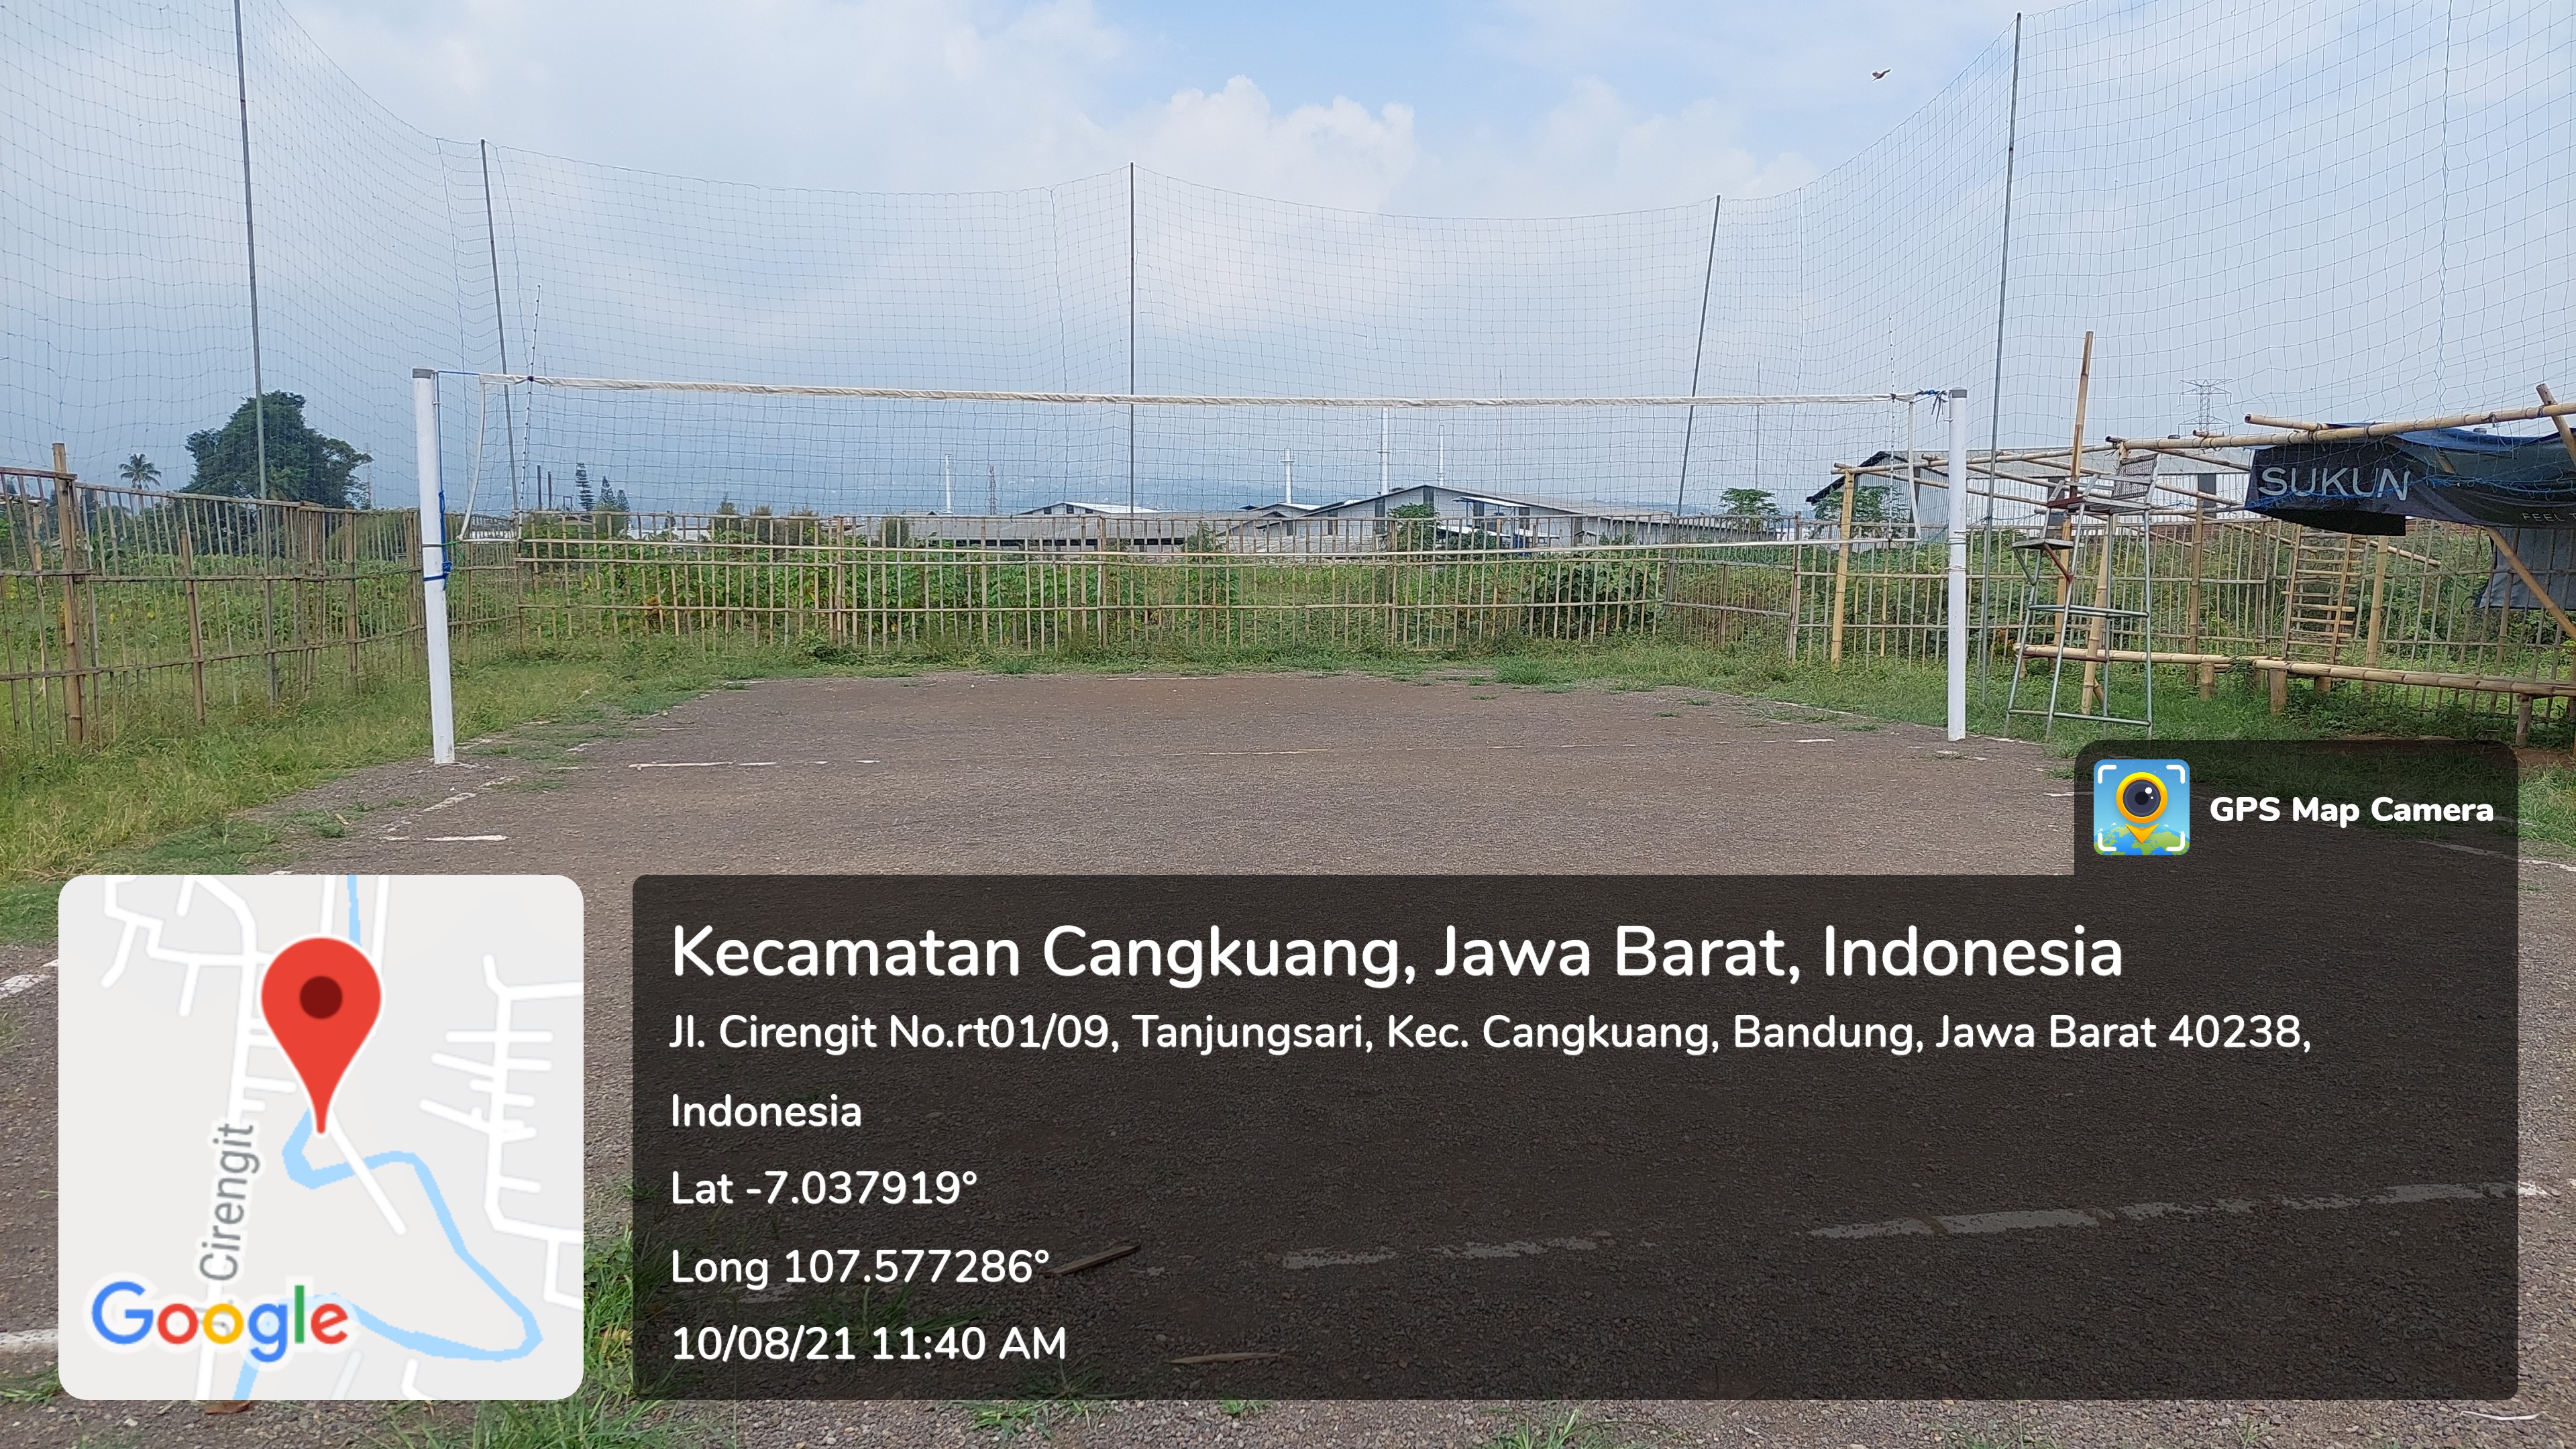 SUKUN
FEEL
GPS Map Camera
Kecamatan Cangkuang, Jawa Barat, Indonesia
Jl. Cirengit No.rt01/09, Tanjungsari, Kec. Cangkuang, Bandung, Jawa Barat 40238,
Indonesia
Lat -7.037919°
Long 107.577286°
10/08/21 11:40 AM
Cirengit
Google